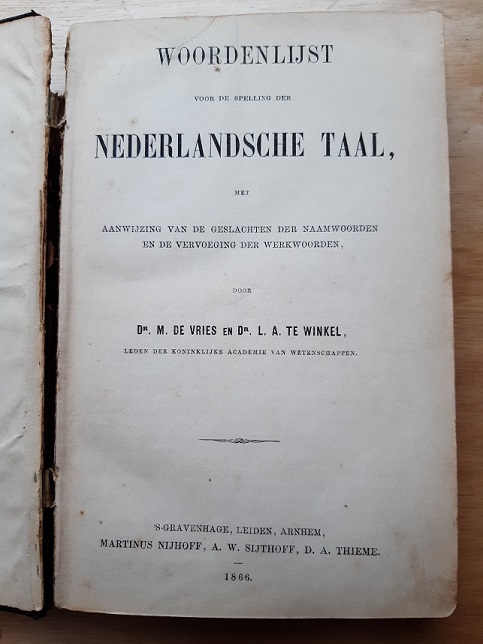 WOORDENLIJST
VOOR DE SPELLING DER
NEDERLANDSCHE TAAL,
MET
AANWIJZING VAN DE GESLACHTEN DER NAAMWOORDEN
EN DE VERVOEGING DER WERKWOORDEN,
DOOR
DR. M. DE VRIES EN DR. L. A. TE WINKEL,
LEDEN DER KONINKLIJKE ACADEMIE VAN WETENSCHAPPEN.
'S-GRAVENHAGE, LEIDEN, ARNHEM,
MARTINUS NIJHOFF, A. W. SIJTHOFF, D. A. THIEME.
1866.